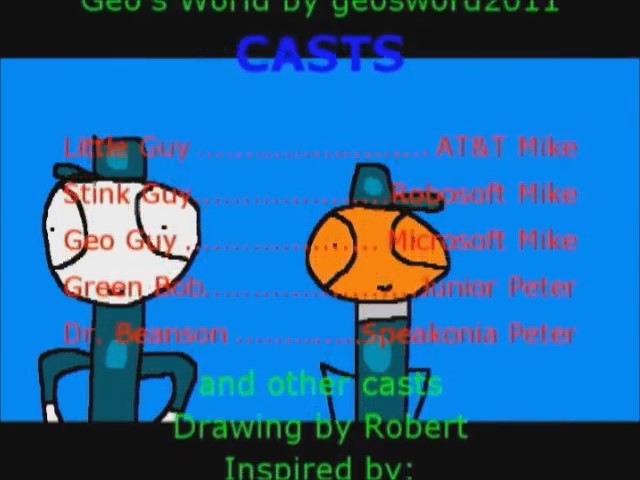 Geo's World by geosword2011
CASTS
Little Guy ........................ AT&T Mike
Stink Guy....................Robosoft Mike
Geo Guy .................... Microsoft Mike
Green Bob.....................Junior Peter
Dr. Beanson .............Speakonia Peter
and other casts
Drawing by Robert
Inspired by: